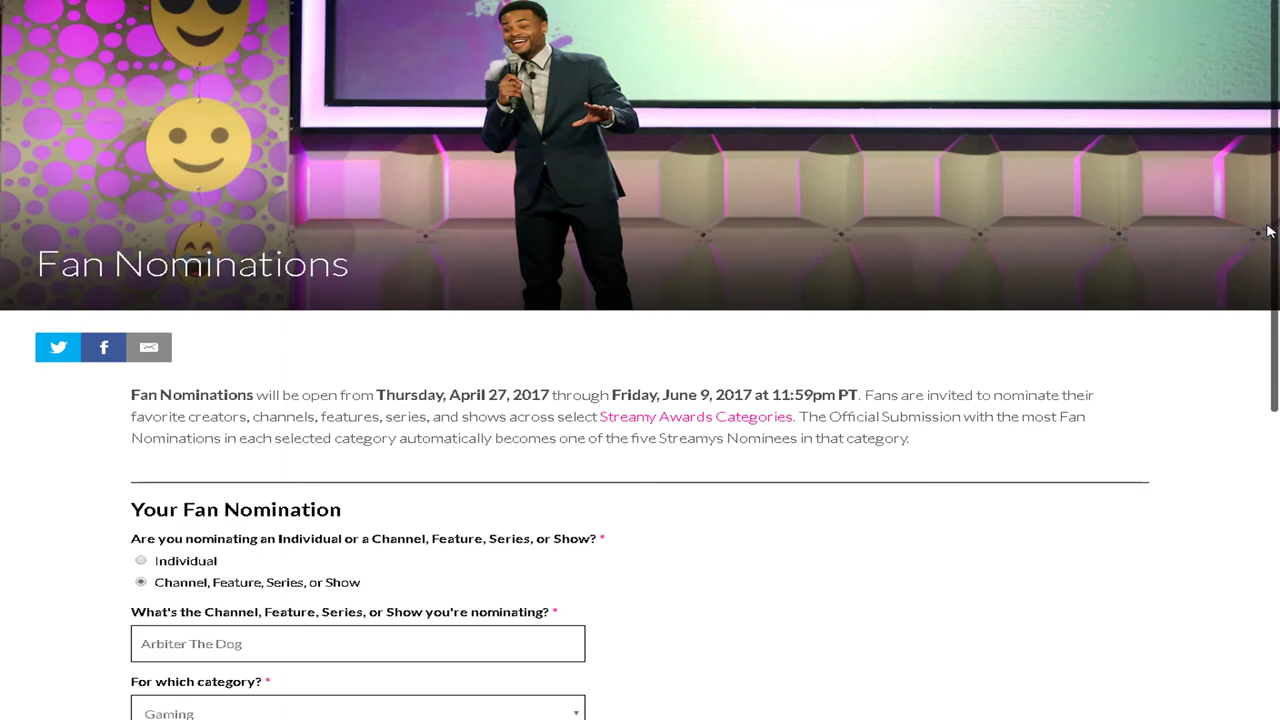 Fan Nominations
f
Fan Nominations will be open from Thursday, April 27, 2017 through Friday, June 9, 2017 at 11:59pm PT. Fans are invited to nominate their
favorite creators, channels, features, series, and shows across select Streamy Awards Categories. The Official Submission with the most Fan
Nominations in each selected category automatically becomes one of the five Streamys Nominees in that category.
Your Fan Nomination
Are you nominating an Individual or a Channel, Feature, Series, or Show? *
Individual
Channel, Feature, Series, or Show
What's the Channel, Feature, Series, or Show you're nominating? *
Arbiter The Dog
For which category? *
Gaming